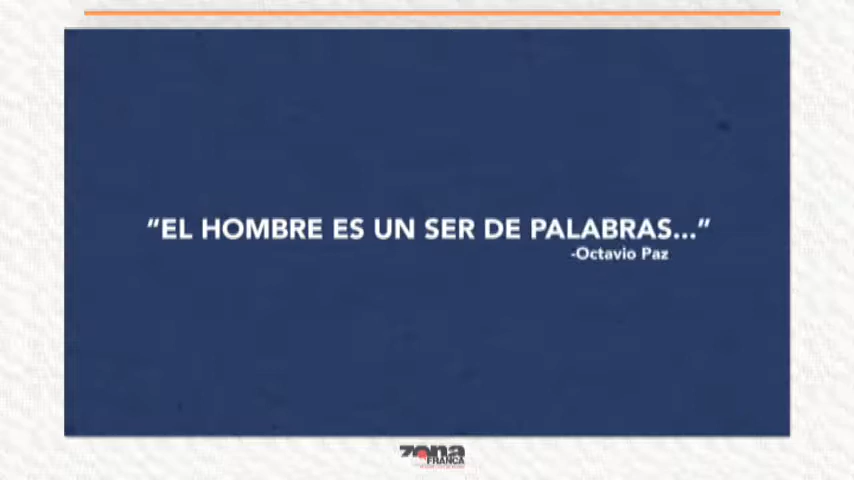 “EL HOMBRE ES UN SER DE PALABRAS...”
-Octavio Paz
zona
FRANCA